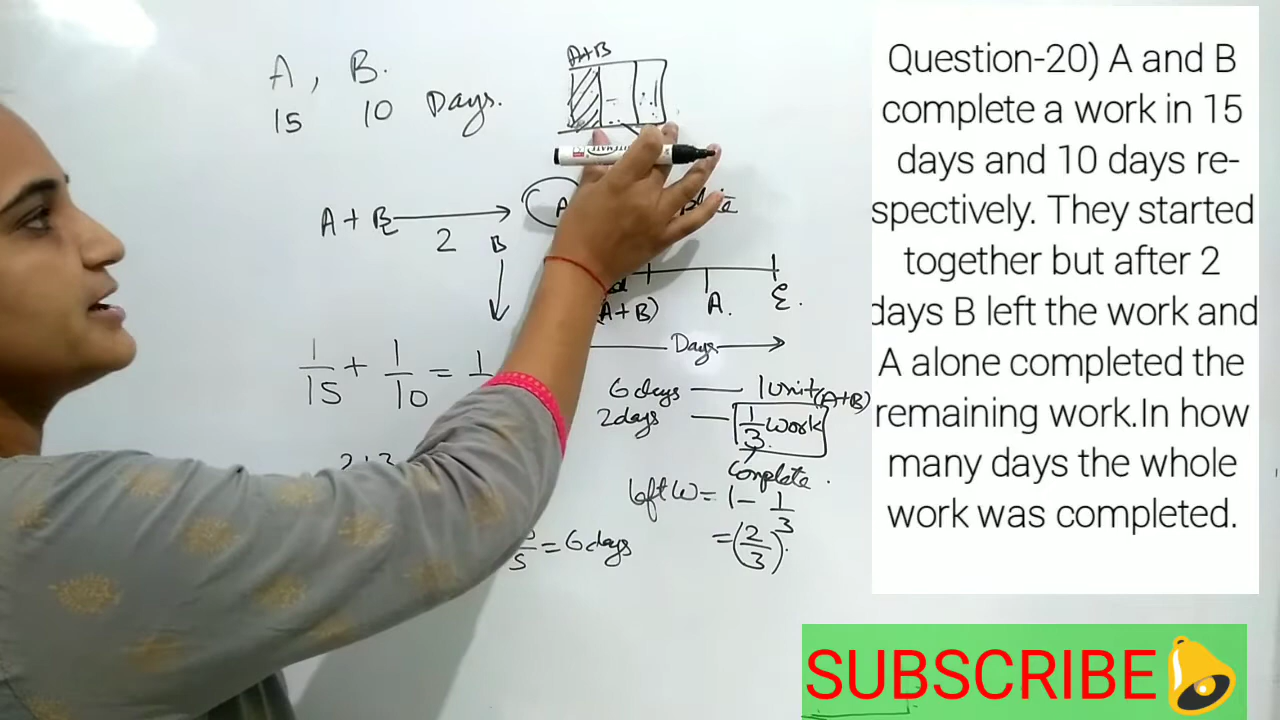 A , B.
15 10 Days.
A+B
A + B
2
B
(A+B)
A.
E.
Days
1/15 + 1/10 = 1
6 days — 1 unit (A+B)
2 days — 1/3 work
Complete.
left W = 1 - 1/3
= (2/3).
= 6 days
Question-20) A and B
complete a work in 15
days and 10 days re-
spectively. They started
together but after 2
days B left the work and
A alone completed the
remaining work.In how
many days the whole
work was completed.
SUBSCRIBE